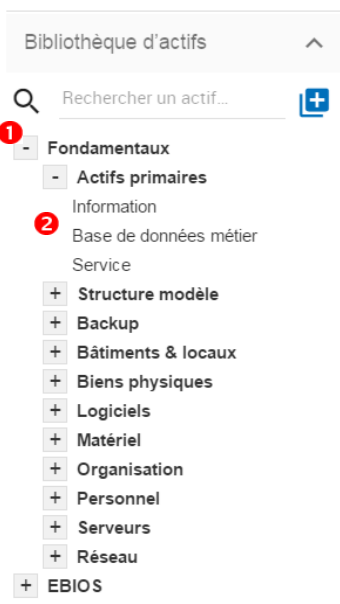 Bibliothèque d'actifs
Rechercher un actif...
1
- Fondamentaux
- Actifs primaires
Information
2
Base de données métier
Service
+ Structure modèle
+ Backup
+ Bâtiments & locaux
+ Biens physiques
+ Logiciels
+ Matériel
+ Organisation
+ Personnel
+ Serveurs
+ Réseau
+ EBIOS